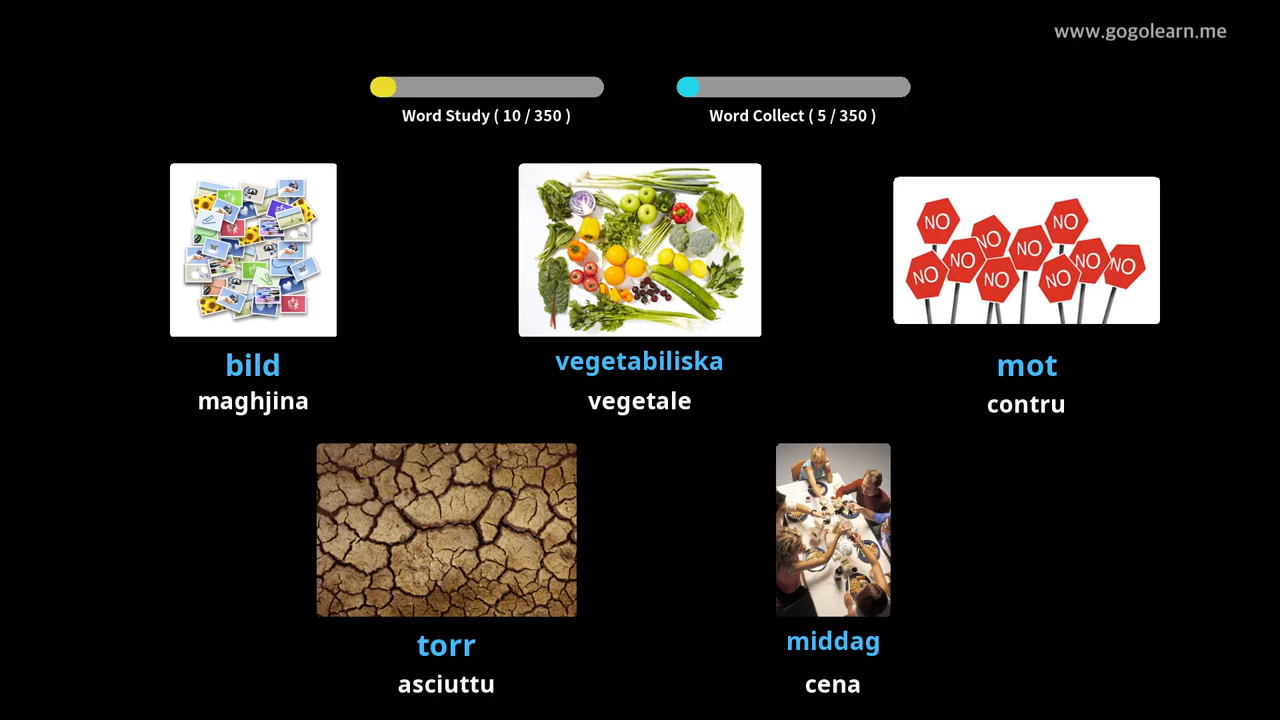 www.gogolearn.me
Word Study ( 10 / 350 )
Word Collect ( 5 / 350 )
NO
NO
NO
NO
NO
NO
NO
NO
NO
NO
bild
maghjina
vegetabiliska
vegetale
mot
contru
torr
asciuttu
middag
cena